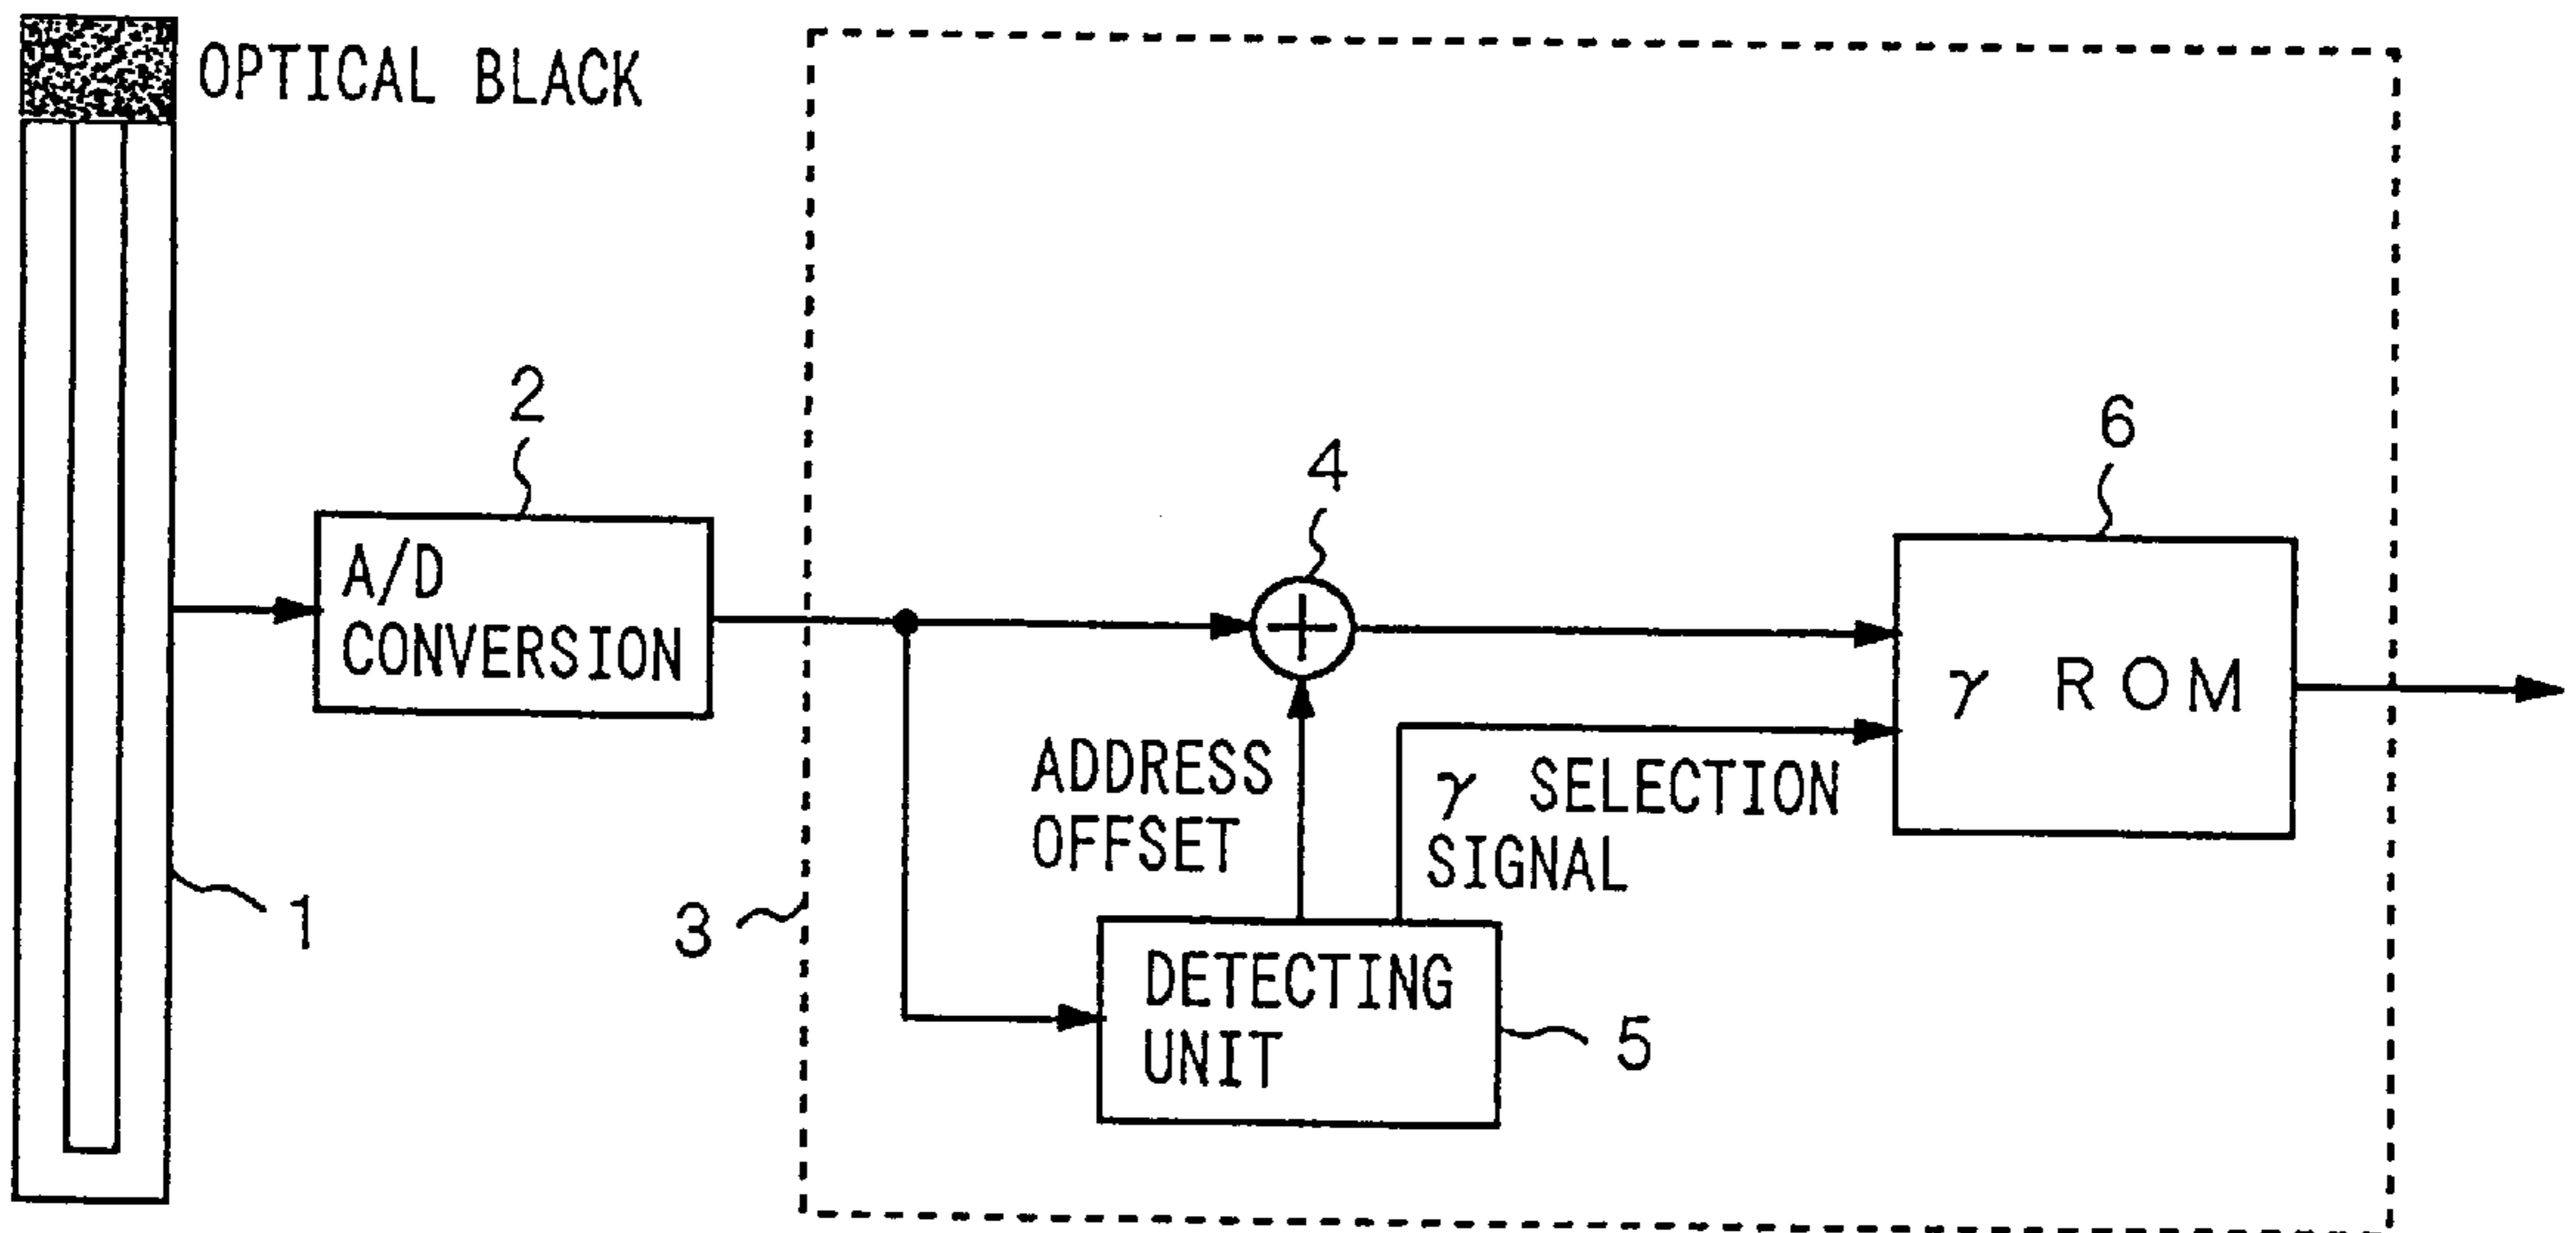 OPTICAL BLACK
2
A/D
CONVERSION
4
6
γ ROM
ADDRESS
OFFSET
γ SELECTION
SIGNAL
1
3
DETECTING
UNIT
5